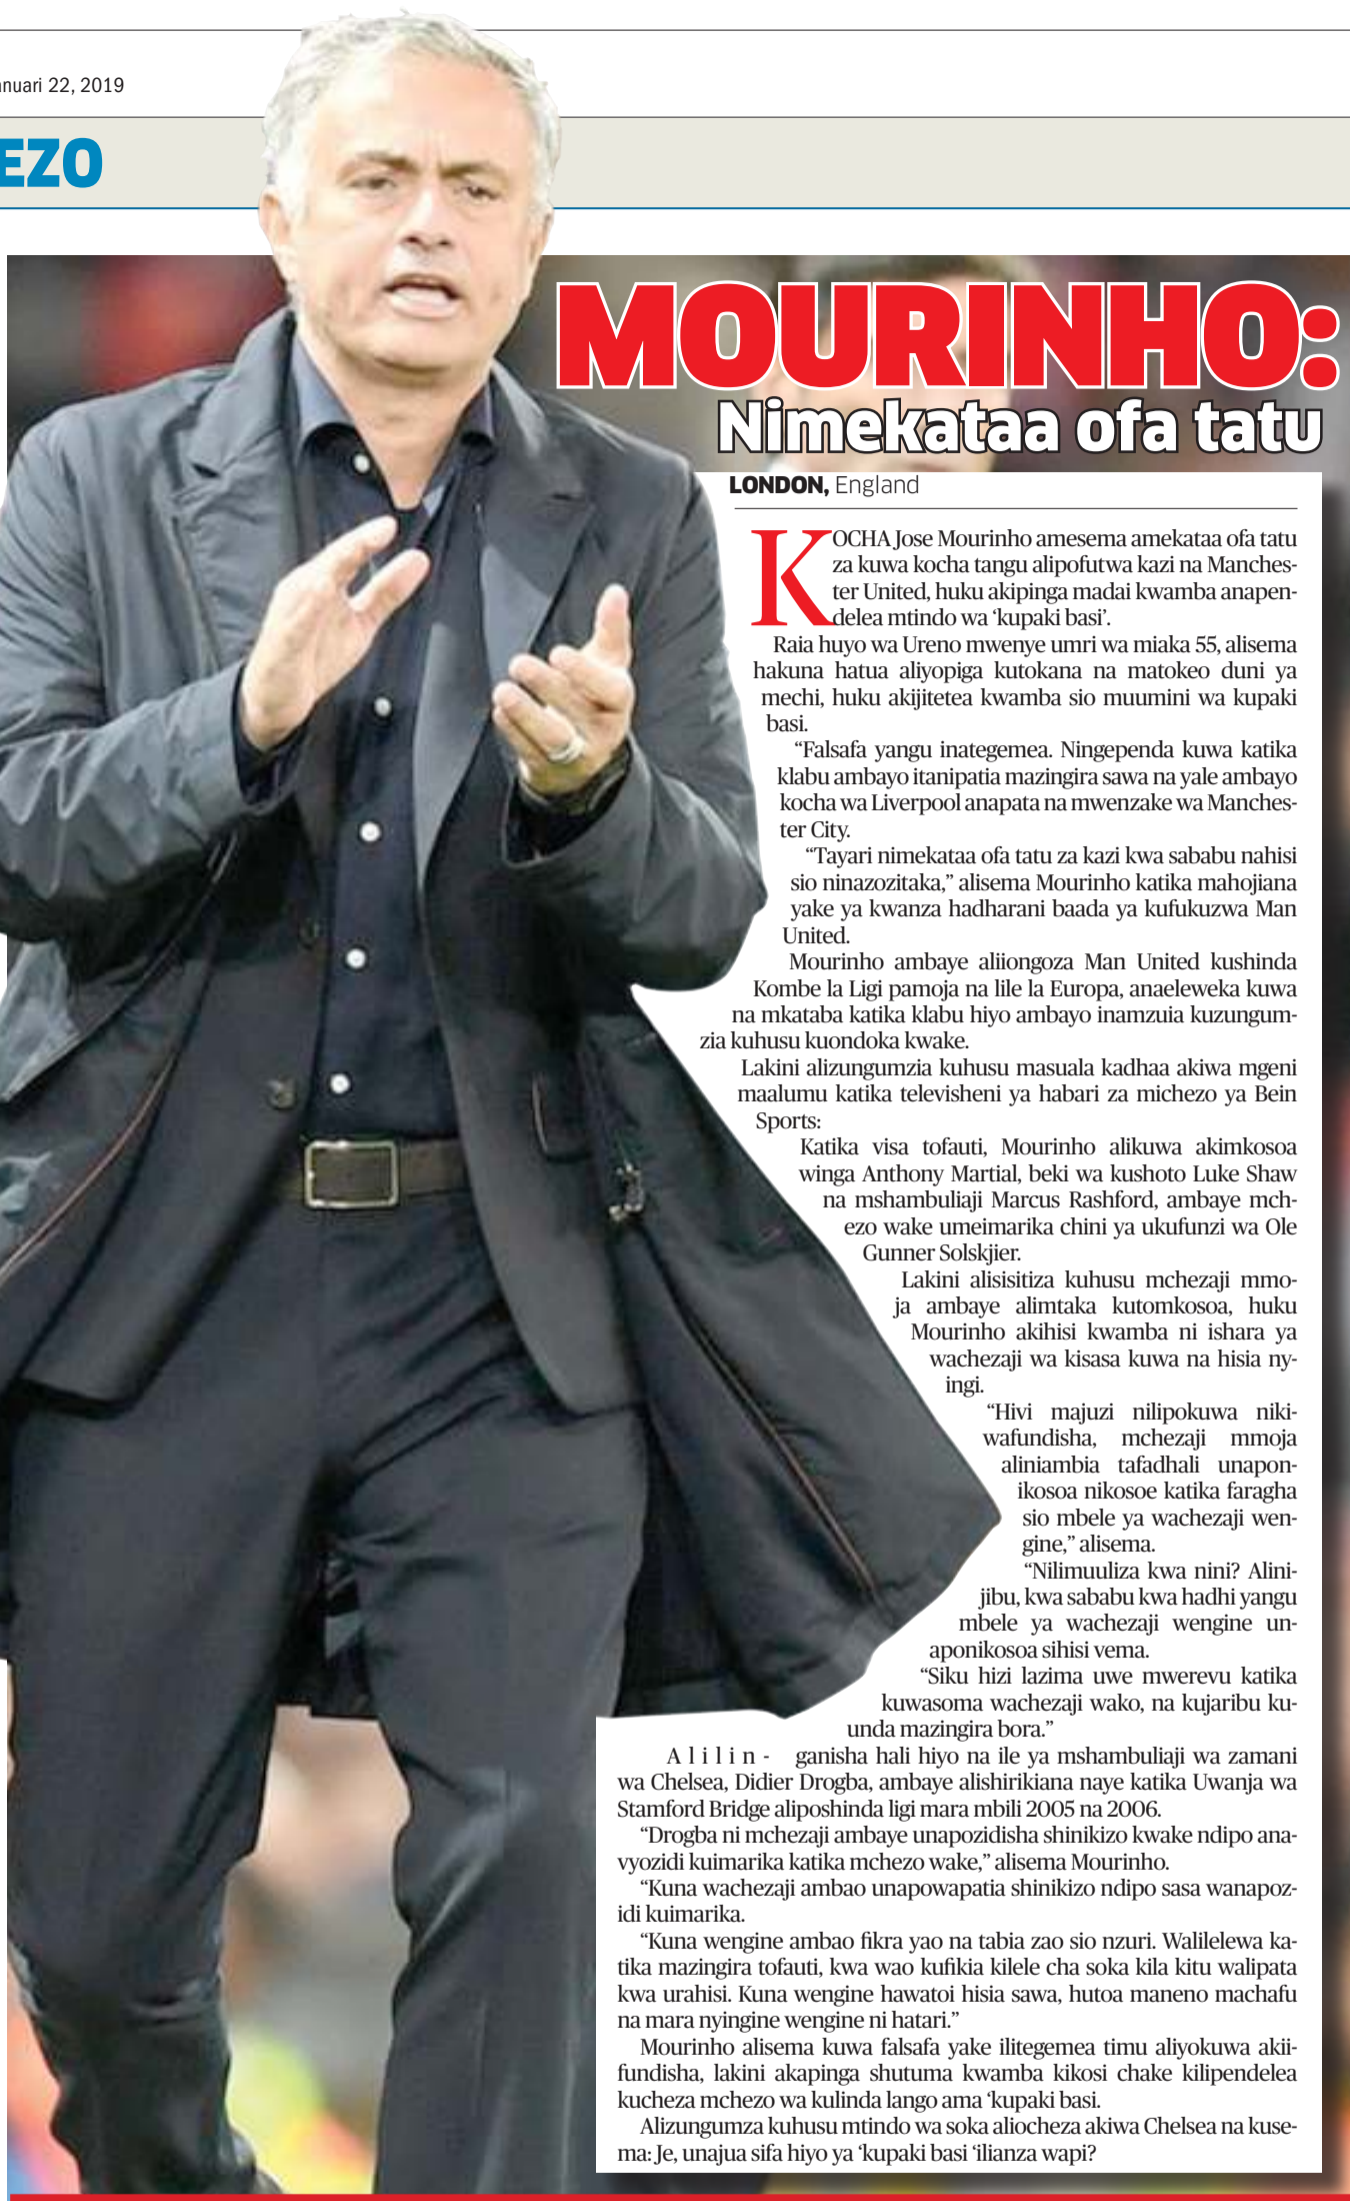 anuari 22, 2019
EZO
MOURINHO:
Nimekataa ofa tatu
LONDON, England
KOCHA Jose Mourinho amesema amekataa ofa tatu
za kuwa kocha tangu alipofutwa kazi na Manches-
ter United, huku akipinga madai kwamba anapen-
delea mtindo wa ‘kupaki basi’.
Raia huyo wa Ureno mwenye umri wa miaka 55, alisema
hakuna hatua aliyopiga kutokana na matokeo duni ya
mechi, huku akijitetea kwamba sio muumini wa kupaki
basi.
“Falsafa yangu inategemea. Ningependa kuwa katika
klabu ambayo itanipatia mazingira sawa na yale ambayo
kocha wa Liverpool anapata na mwenzake wa Manches-
ter City.
“Tayari nimekataa ofa tatu za kazi kwa sababu nahisi
sio ninazozitaka,” alisema Mourinho katika mahojiana
yake ya kwanza hadharani baada ya kufukuzwa Man
United.
Mourinho ambaye aliiongoza Man United kushinda
Kombe la Ligi pamoja na lile la Europa, anaeleweka kuwa
na mkataba katika klabu hiyo ambayo inamzuia kuzungum-
zia kuhusu kuondoka kwake.
Lakini alizungumzia kuhusu masuala kadhaa akiwa mgeni
maalumu katika televisheni ya habari za michezo ya Bein
Sports:
Katika visa tofauti, Mourinho alikuwa akimkosoa
winga Anthony Martial, beki wa kushoto Luke Shaw
na mshambuliaji Marcus Rashford, ambaye mch-
ezo wake umeimarika chini ya ukufunzi wa Ole
Gunner Solskjier.
Lakini alisisitiza kuhusu mchezaji mmo-
ja ambaye alimtaka kutomkosoa, huku
Mourinho akihisi kwamba ni ishara ya
wachezaji wa kisasa kuwa na hisia ny-
ingi.
“Hivi majuzi nilipokuwa niki-
wafundisha, mchezaji mmoja
aliniambia tafadhali unapon-
ikosoa nikosoe katika faragha
sio mbele ya wachezaji wen-
gine,” alisema.
“Nilimuuliza kwa nini? Alini-
jibu, kwa sababu kwa hadhi yangu
mbele ya wachezaji wengine un-
aponikosoa sihisi vema.
“Siku hizi lazima uwe mwerevu katika
kuwasoma wachezaji wako, na kujaribu ku-
unda mazingira bora.”
Alilin- ganisha hali hiyo na ile ya mshambuliaji wa zamani
wa Chelsea, Didier Drogba, ambaye alishirikiana naye katika Uwanja wa
Stamford Bridge aliposhinda ligi mara mbili 2005 na 2006.
“Drogba ni mchezaji ambaye unapozidisha shinikizo kwake ndipo ana-
vyozidi kuimarika katika mchezo wake,” alisema Mourinho.
“Kuna wachezaji ambao unapowapatia shinikizo ndipo sasa wanapoz-
idi kuimarika.
“Kuna wengine ambao fikra yao na tabia zao sio nzuri. Walilelewa ka-
tika mazingira tofauti, kwa wao kufikia kilele cha soka kila kitu walipata
kwa urahisi. Kuna wengine hawatoi hisia sawa, hutoa maneno machafu
na mara nyingine wengine ni hatari.”
Mourinho alisema kuwa falsafa yake ilitegemea timu aliyokuwa akii-
fundisha, lakini akapinga shutuma kwamba kikosi chake kilipendelea
kucheza mchezo wa kulinda lango ama ‘kupaki basi.
Alizungumza kuhusu mtindo wa soka aliocheza akiwa Chelsea na kuse-
ma: Je, unajua sifa hiyo ya ‘kupaki basi ‘ilianza wapi?